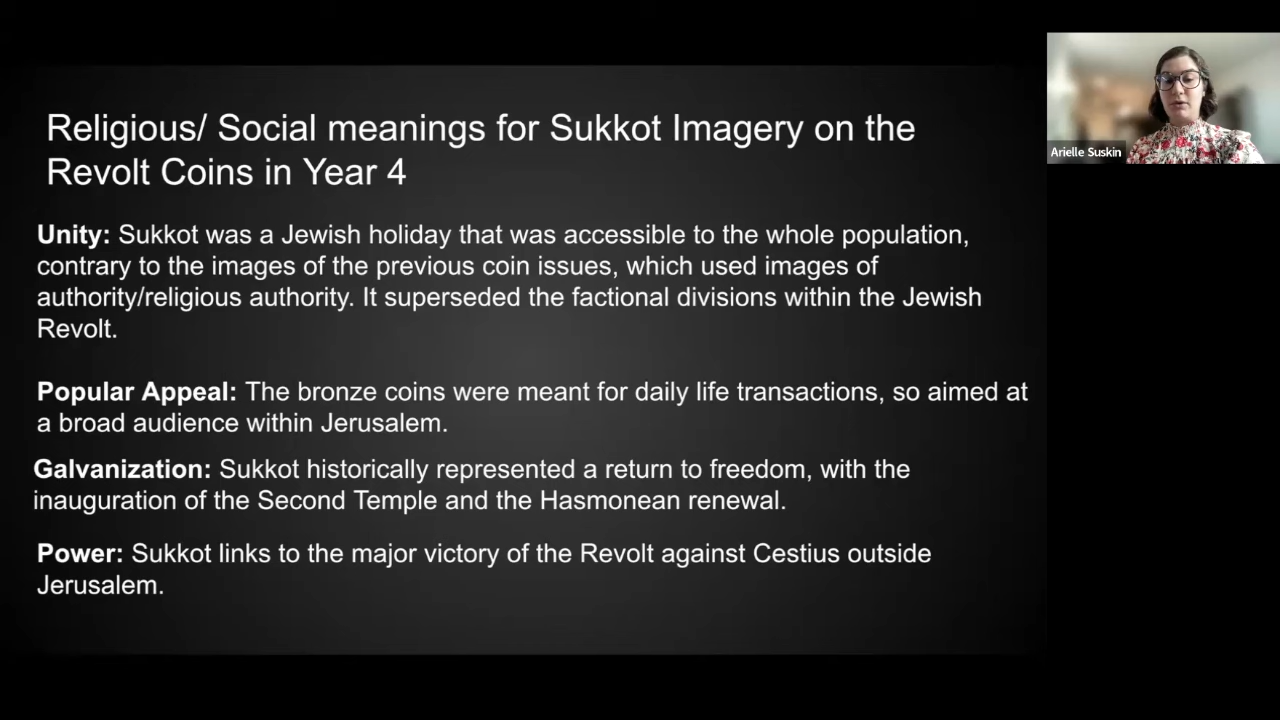 Religious/ Social meanings for Sukkot Imagery on the
Revolt Coins in Year 4
Unity: Sukkot was a Jewish holiday that was accessible to the whole population,
contrary to the images of the previous coin issues, which used images of
authority/religious authority. It superseded the factional divisions within the Jewish
Revolt.
Popular Appeal: The bronze coins were meant for daily life transactions, so aimed at
a broad audience within Jerusalem.
Galvanization: Sukkot historically represented a return to freedom, with the
inauguration of the Second Temple and the Hasmonean renewal.
Power: Sukkot links to the major victory of the Revolt against Cestius outside
Jerusalem.
Arielle Suskin